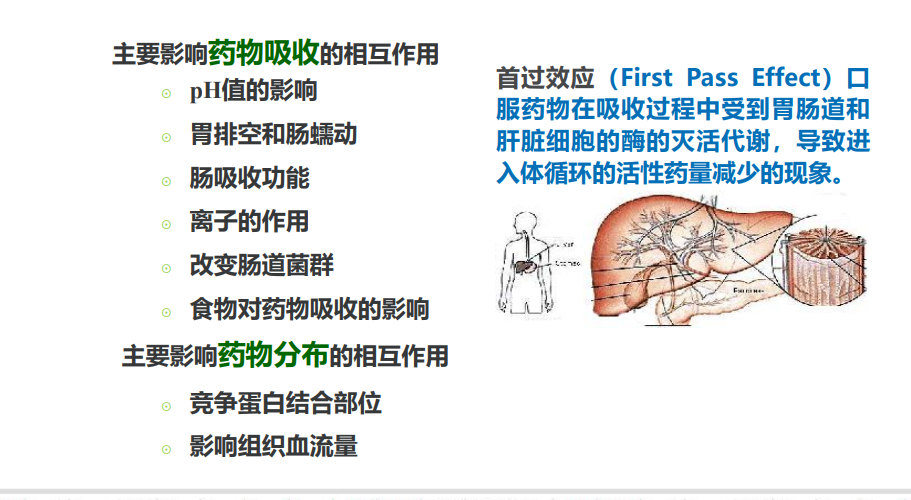 主要影响药物吸收的相互作用
pH值的影响
胃排空和肠蠕动
肠吸收功能
离子的作用
改变肠道菌群
食物对药物吸收的影响
主要影响药物分布的相互作用
竞争蛋白结合部位
影响组织血流量
首过效应（First Pass Effect）口
服药物在吸收过程中受到胃肠道和
肝脏细胞的酶的灭活代谢，导致进
入体循环的活性药量减少的现象。